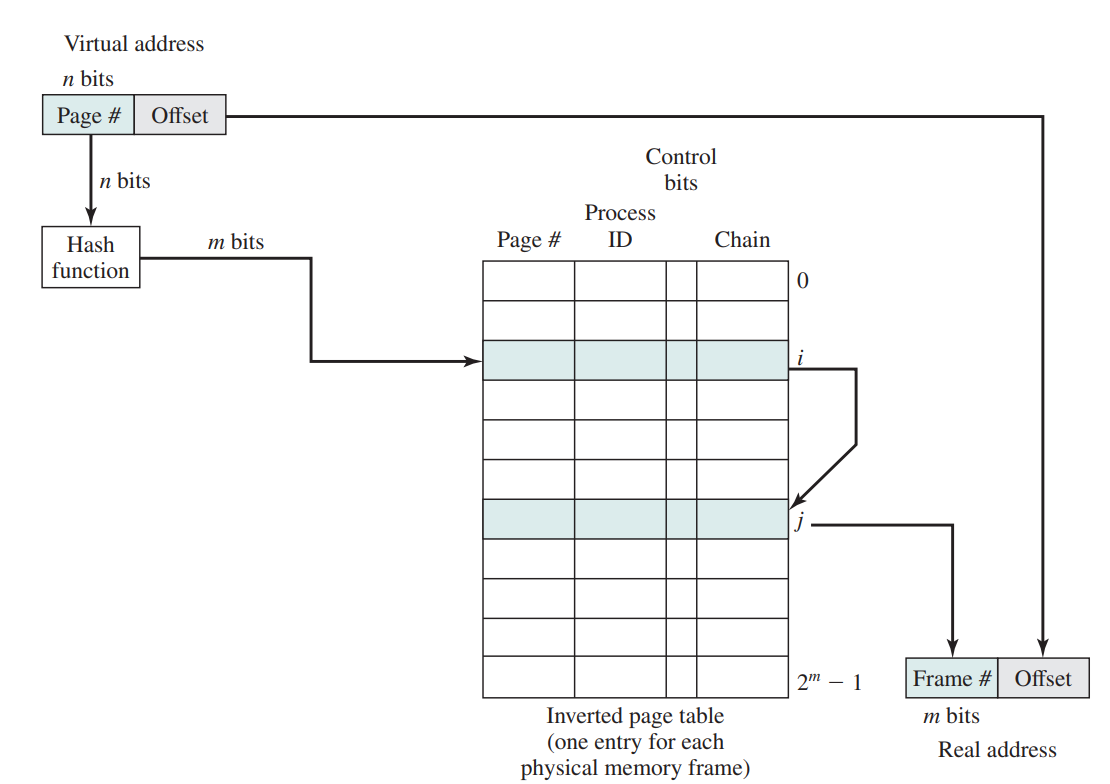 Virtual address
n bits
Page # Offset
n bits
Hash
function
m bits
Control
bits
Process
ID
Page #
Chain
0
i
j
2^m − 1
Inverted page table
(one entry for each
physical memory frame)
Frame # Offset
m bits
Real address